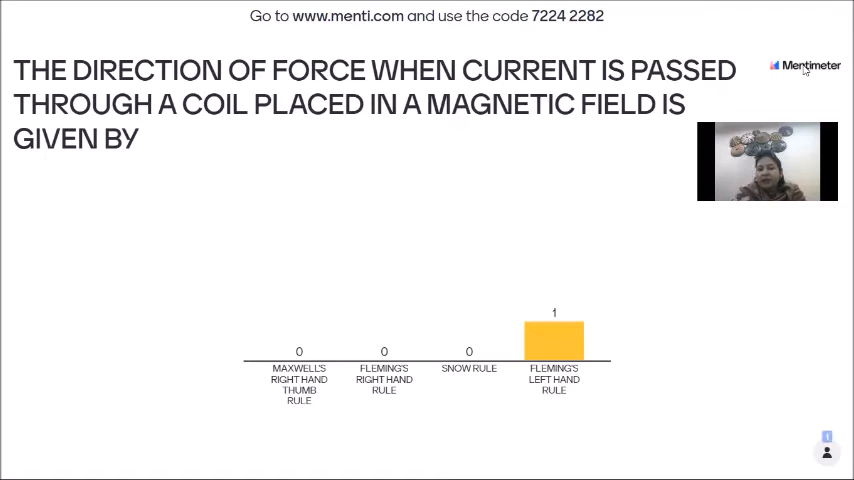 Go to www.menti.com and use the code 7224 2282
THE DIRECTION OF FORCE WHEN CURRENT IS PASSED
THROUGH A COIL PLACED IN A MAGNETIC FIELD IS
GIVEN BY
Mentimeter
1
0
0
0
MAXWELL'S
RIGHT HAND
THUMB
RULE
FLEMING'S
RIGHT HAND
RULE
SNOW RULE
FLEMING'S
LEFT HAND
RULE